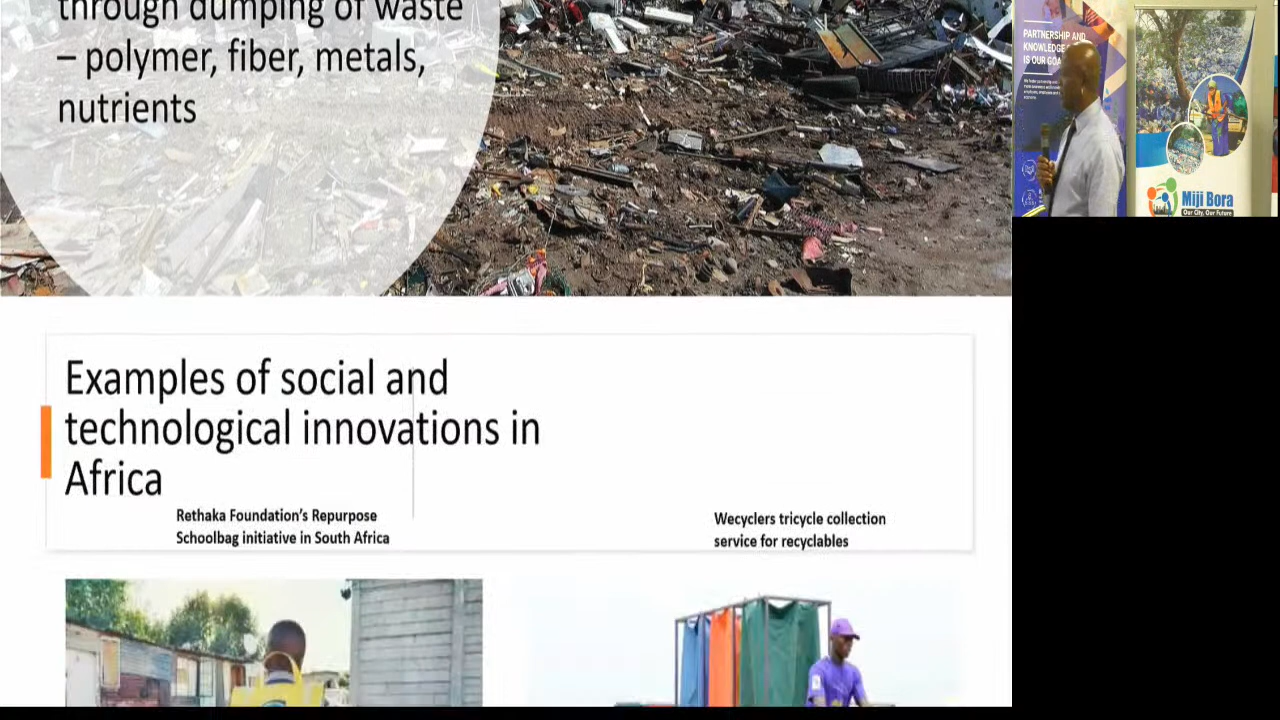 through dumping of waste
– polymer, fiber, metals,
nutrients
PARTNERSHIP AND
KNOWLEDGE
IS OUR GOA
Miji Bora
Our City, Our Future
Examples of social and
technological innovations in
Africa
Rethaka Foundation's Repurpose
Schoolbag initiative in South Africa
Wecyclers tricycle collection
service for recyclables